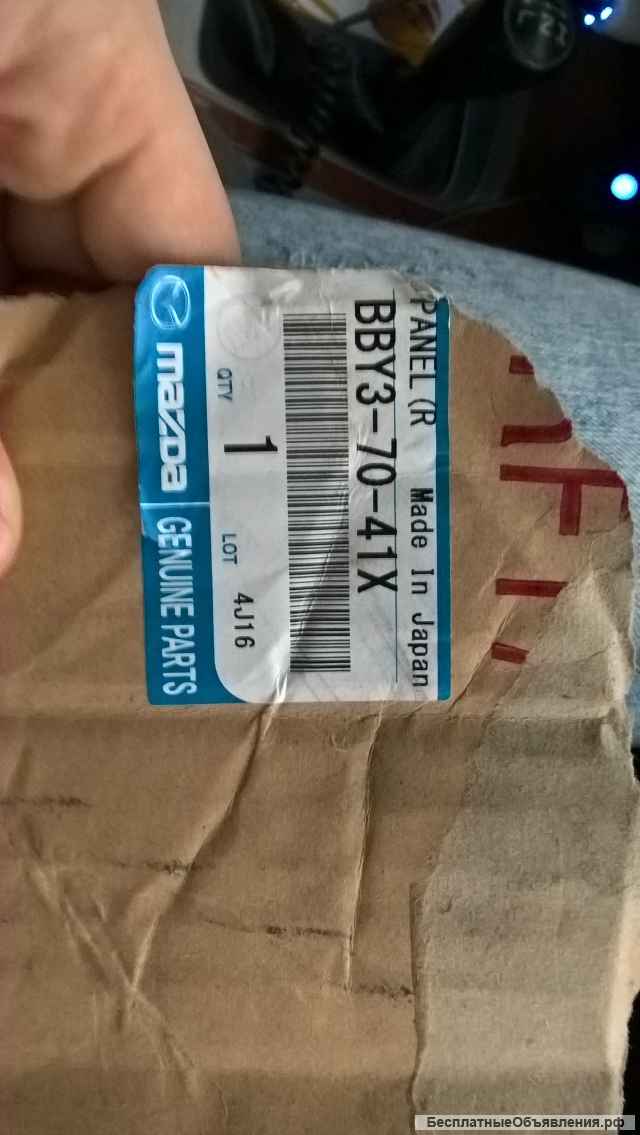 PANEL (R Made In Japan
BBY3-70-41X
QTY 1 LOT 4J16
mazda GENUINE PARTS
БесплатныеОбъявления.рф